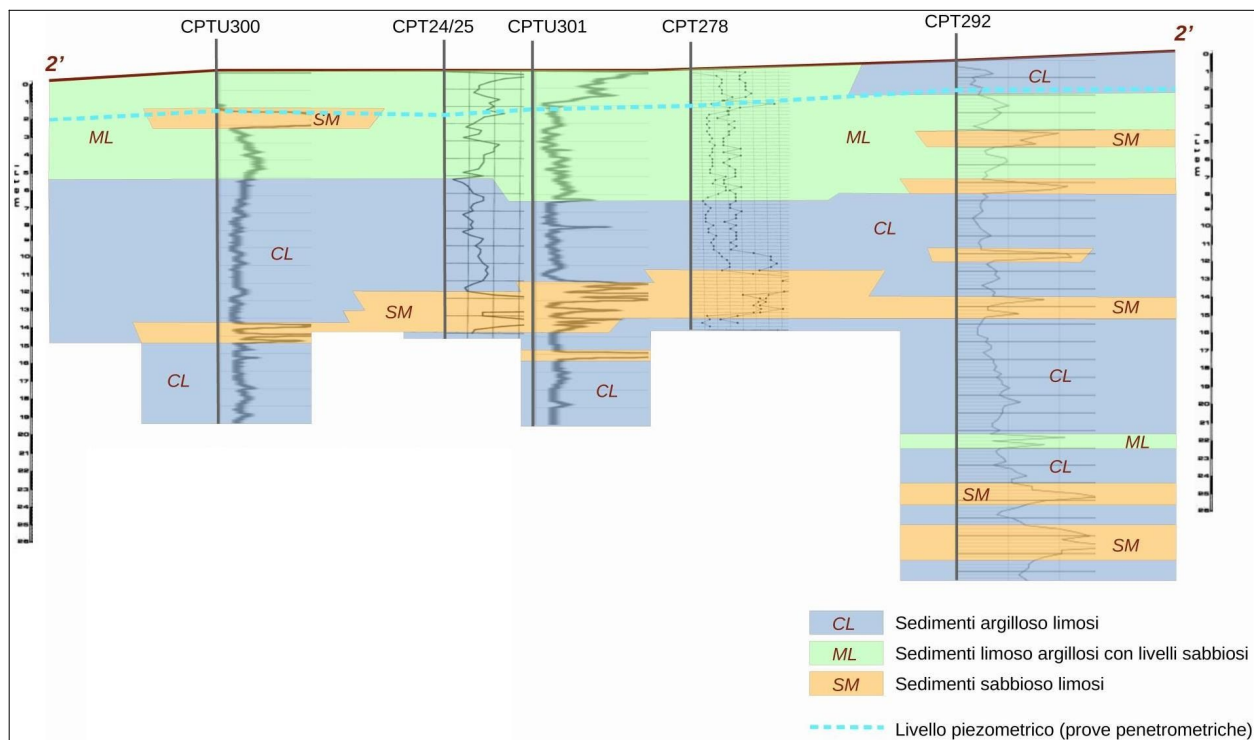 CPTU300
CPT24/25
CPTU301
CPT278
CPT292
2’
2’
CL
SM
ML
ML
SM
SM
CL
CL
SM
SM
CL
CL
CL
ML
CL
SM
SM
metri
metri
CL Sedimenti argilloso limosi
ML Sedimenti limoso argillosi con livelli sabbiosi
SM Sedimenti sabbioso limosi
Livello piezometrico (prove penetrometriche)